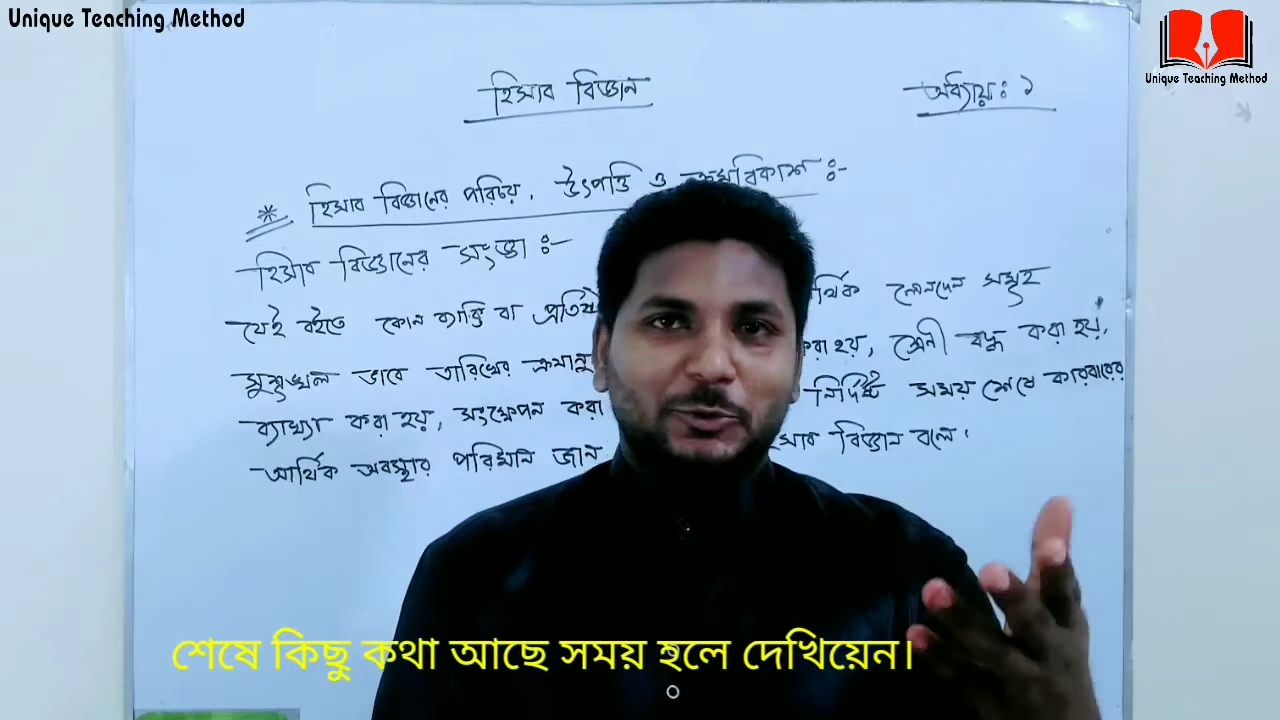 Unique Teaching Method
Unique Teaching Method
হিসাব বিজ্ঞান
অধ্যায়ঃ ১
* হিসাব বিজ্ঞানের পরিচয়, উৎপত্তি ও ক্রমবিকাশ ঃ-
হিসাব বিজ্ঞানের সংজ্ঞা ঃ-
যেই বইতে কোন ব্যক্তি বা র্থিক লেনদেন সমূহ
সুশৃঙ্খল ভাবে তারিখের করা হয়, শ্রেনী বদ্ধ করা হয়,
ব্যাখ্যা করা হয়, সংক্ষেপন করা নির্দিষ্ট সময় শেষে কারবারের
আর্থিক অবস্থার পরিমান জান বিজ্ঞান বলে।
শেষে কিছু কথা আছে সময় হলে দেখিয়েন।